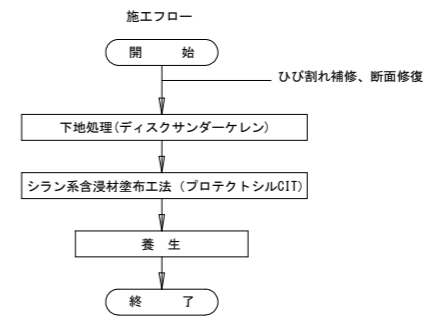 施工フロー
開　始
ひび割れ補修、断面修復
下地処理(ディスクサンダーケレン)
シラン系含浸材塗布工法（プロテクトシルCIT)
養　生
終　了